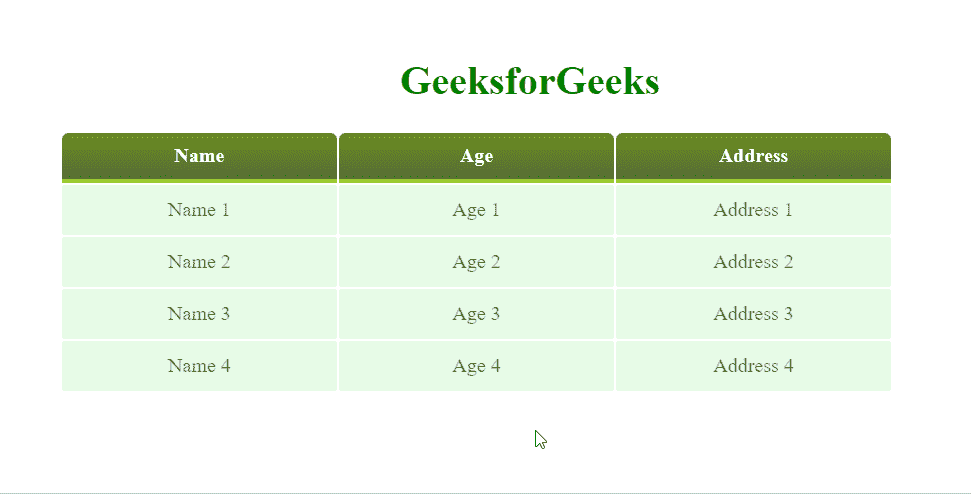 GeeksforGeeks
Name Age Address
Name 1 Age 1 Address 1
Name 2 Age 2 Address 2
Name 3 Age 3 Address 3
Name 4 Age 4 Address 4